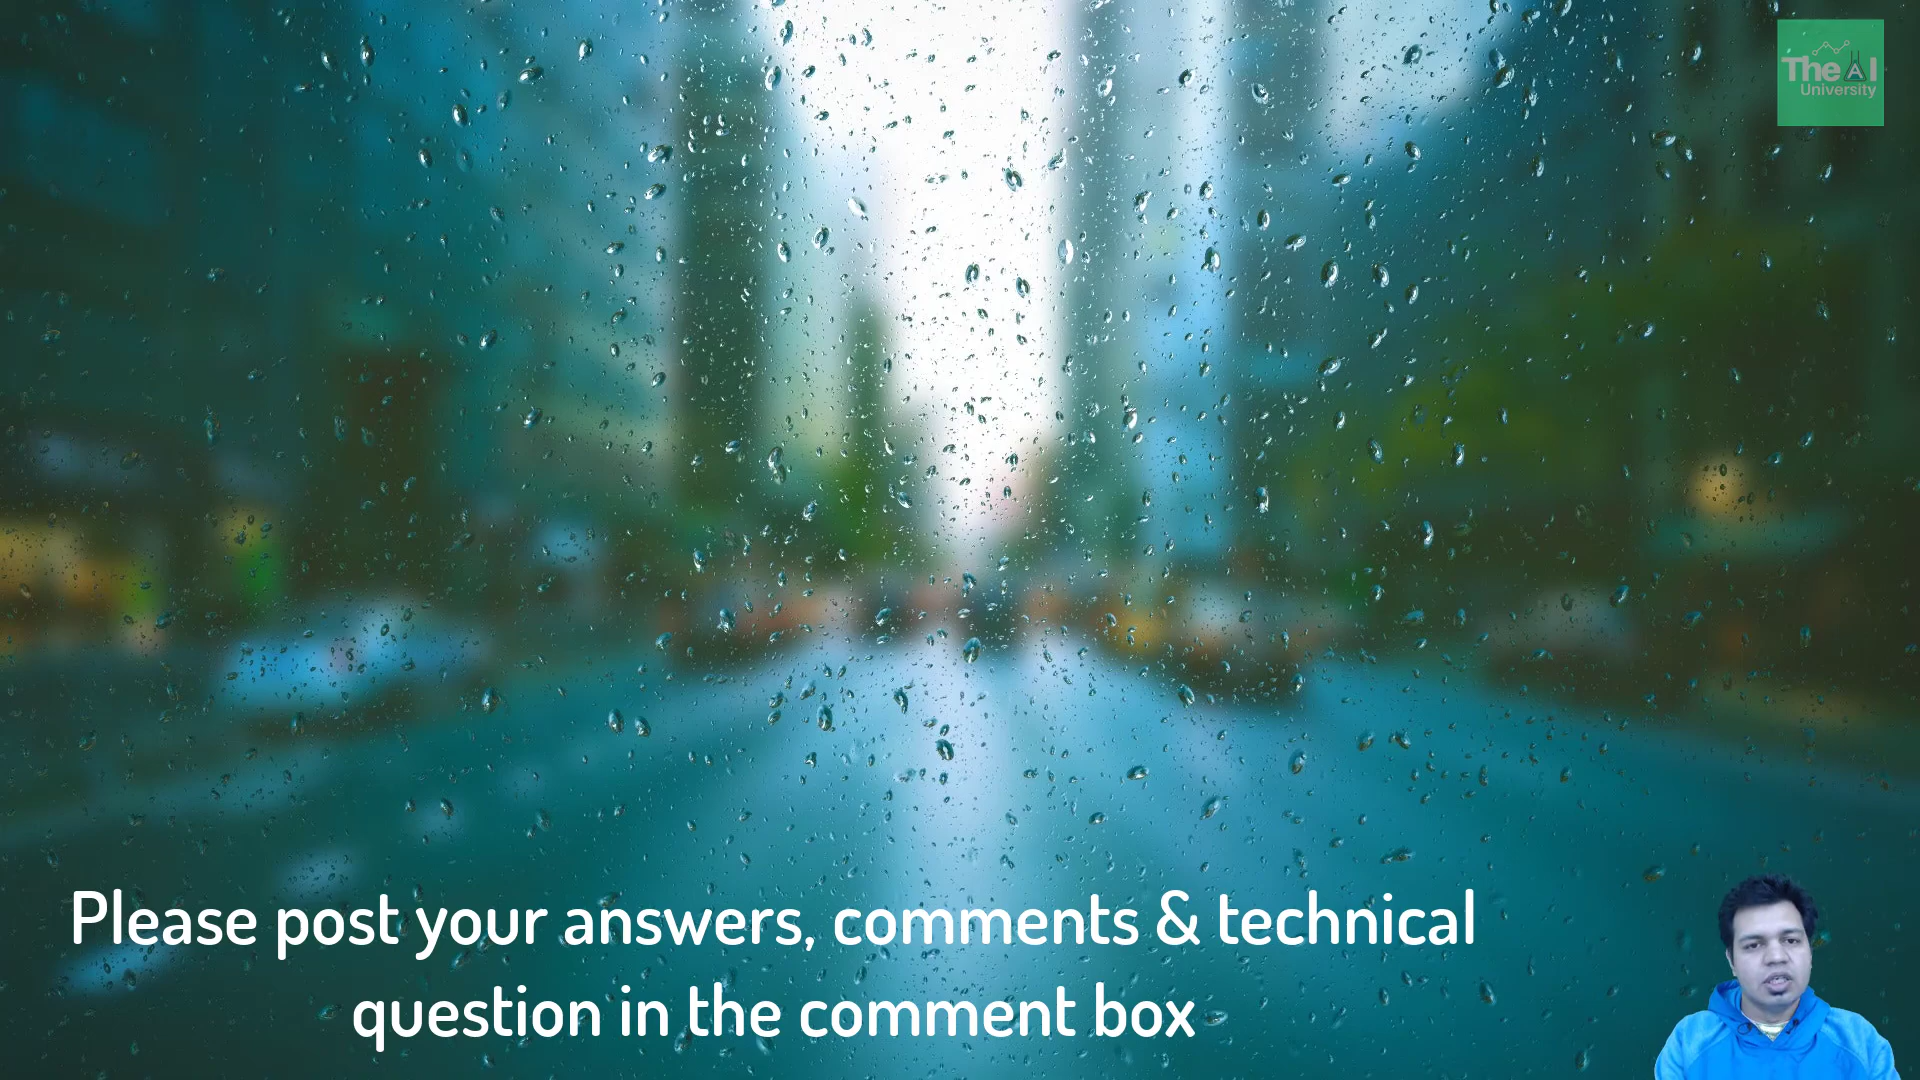 The AI
University
Please post your answers, comments & technical
question in the comment box